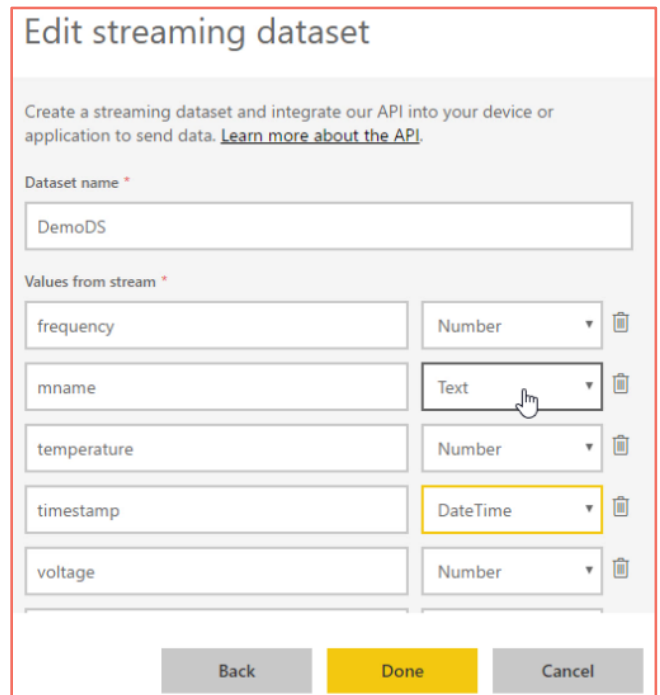 Edit streaming dataset
Create a streaming dataset and integrate our API into your device or
application to send data. Learn more about the API.
Dataset name *
DemoDS
Values from stream *
frequency Number
mname Text
temperature Number
timestamp DateTime
voltage Number
Back Done Cancel